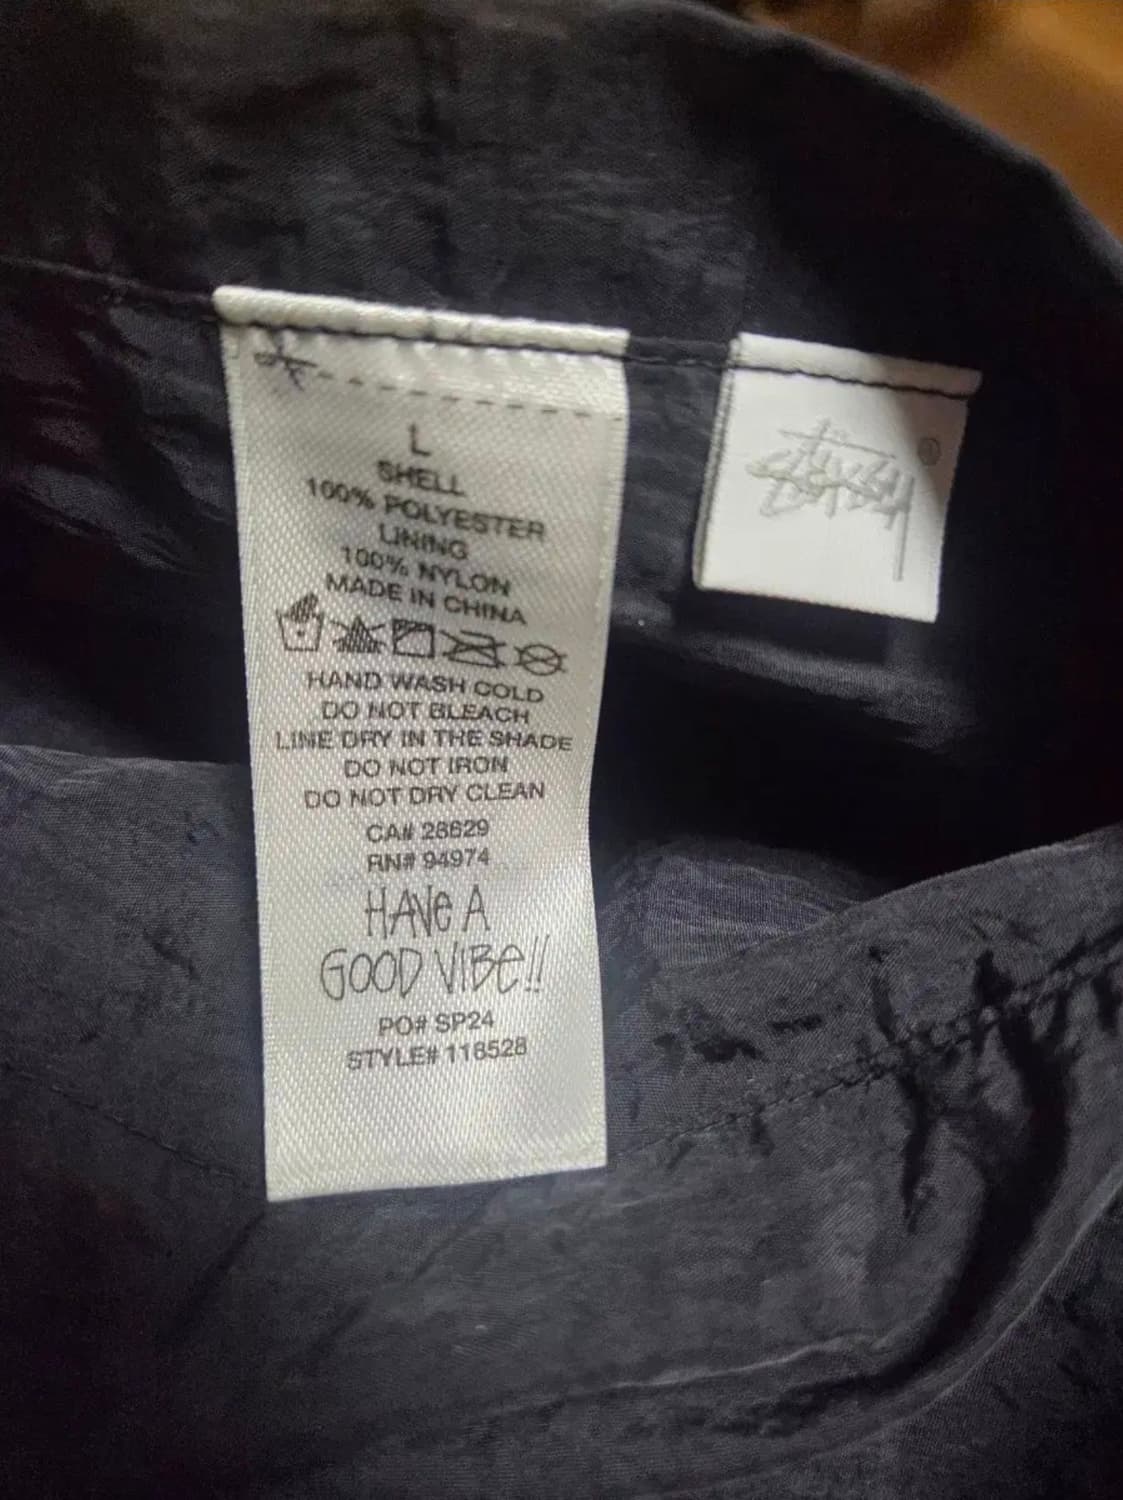 L
SHELL
100% POLYESTER
LINING
100% NYLON
MADE IN CHINA
HAND WASH COLD
DO NOT BLEACH
LINE DRY IN THE SHADE
DO NOT IRON
DO NOT DRY CLEAN
CA# 28629
RN# 94974
HAVe A
GOOD VIBe!!
PO# SP24
STYLE# 118528
STÜSSY ®